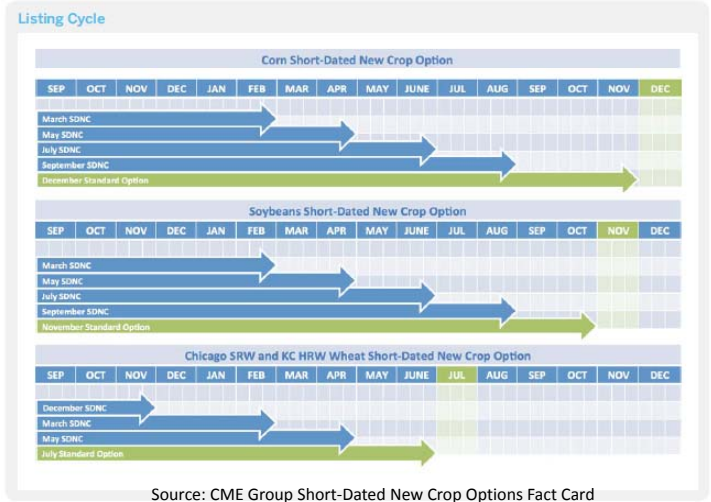 Listing Cycle
Corn Short-Dated New Crop Option
SEP OCT NOV DEC JAN FEB MAR APR MAY JUNE JUL AUG SEP OCT NOV DEC
March SDNC
May SDNC
July SDNC
September SDNC
December Standard Option
Soybeans Short-Dated New Crop Option
SEP OCT NOV DEC JAN FEB MAR APR MAY JUNE JUL AUG SEP OCT NOV DEC
March SDNC
May SDNC
July SDNC
September SDNC
November Standard Option
Chicago SRW and KC HRW Wheat Short-Dated New Crop Option
SEP OCT NOV DEC JAN FEB MAR APR MAY JUNE JUL AUG SEP OCT NOV DEC
December SDNC
March SDNC
May SDNC
July Standard Option
Source: CME Group Short-Dated New Crop Options Fact Card